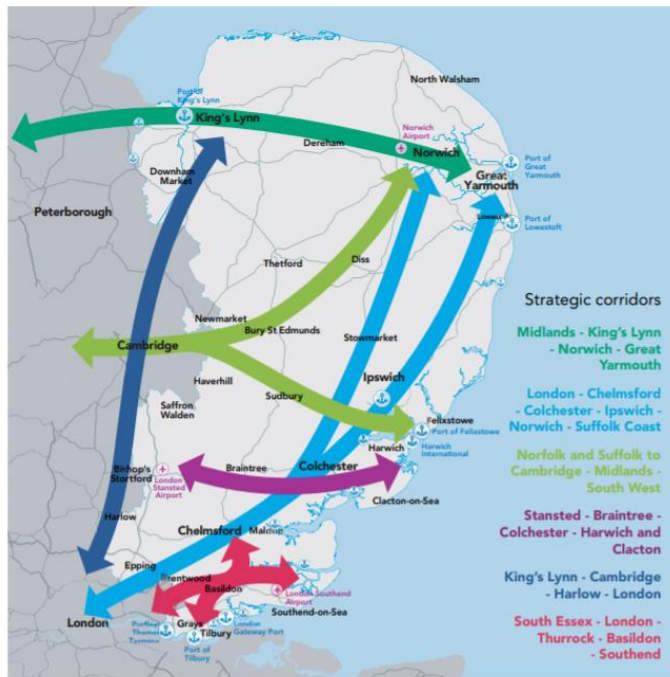 North Walsham
Port of
King's Lynn
King's Lynn
Norwich
Airport
Dereham
Norwich
Port of
Great
Yarmouth
Great
Yarmouth
Downham
Market
Peterborough
Port of
Lowestoft
Thetford
Diss
Newmarket
Bury St Edmunds
Stowmarket
Cambridge
Haverhill
Ipswich
Sudbury
Saffron
Walden
Felixstowe
Port of Felixstowe
Harwich
Harwich
International
Bishop's
Stortford
London
Stansted
Airport
Braintree
Colchester
Clacton-on-Sea
Harlow
Chelmsford
Maldon
Epping
Brentwood
Basildon
London Southend
Airport
Southend-on-Sea
London
Grays
Tilbury
London
Gateway Port
Purfleet
Thames
Port of
Tilbury
Strategic corridors
Midlands - King's Lynn
- Norwich - Great
Yarmouth
London - Chelmsford
- Colchester - Ipswich -
Norwich - Suffolk Coast
Norfolk and Suffolk to
Cambridge - Midlands -
South West
Stansted - Braintree -
Colchester - Harwich and
Clacton
King's Lynn - Cambridge
- Harlow - London
South Essex - London -
Thurrock - Basildon
- Southend